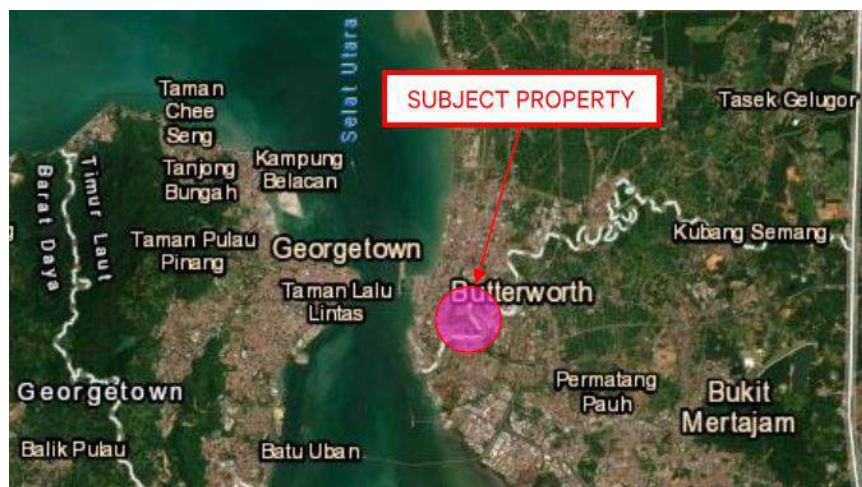 Selat Utara
Taman
Chee
Seng
SUBJECT PROPERTY
Tasek Gelugor
Timur Laut
Barat Daya
Tanjong
Bungah
Kampung
Belacan
Taman Pulau
Pinang
Georgetown
Kubang Semang
Taman Lalu
Lintas
Butterworth
Georgetown
Permatang
Pauh
Bukit
Mertajam
Balik Pulau
Batu Uban